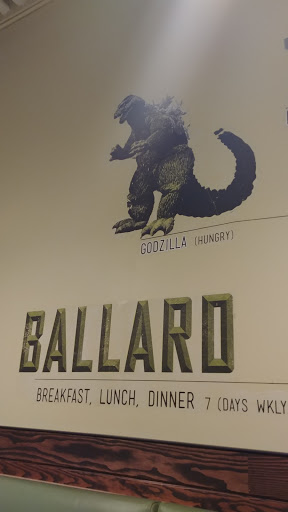 GODZILLA (HUNGRY)
BALLARD
BREAKFAST, LUNCH, DINNER 7 (DAYS WKLY